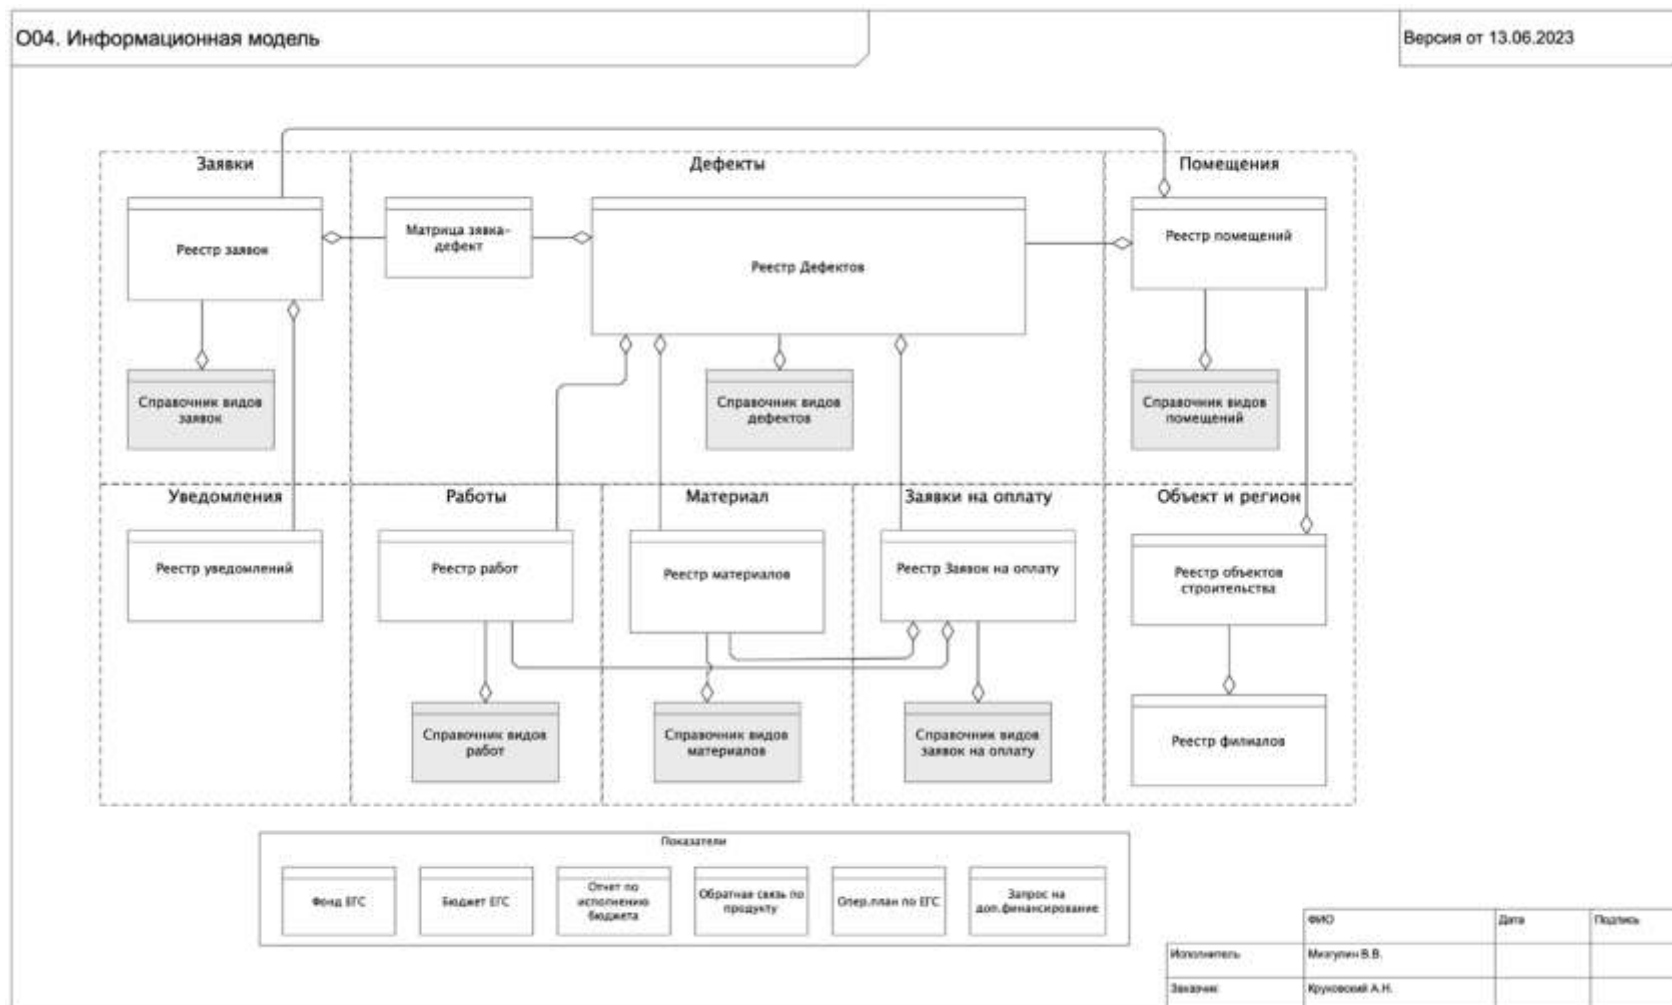 О04. Информационная модель
Версия от 13.06.2023
Заявки
Дефекты
Помещения
Реестр заявок
Матрица зявка-
дефект
Реестр Дефектов
Реестр помещений
Справочник видов
заявок
Справочник видов
дефектов
Справочник видов
помещений
Уведомления
Работы
Материал
Заявки на оплату
Объект и регион
Реестр уведомлений
Реестр работ
Реестр материалов
Реестр Заявок на оплату
Реестр объектов
строительства
Справочник видов
работ
Справочник видов
материалов
Справочник видов
заявок на оплату
Реестр филиалов
Показатели
Фонд ЕГС
Бюджет ЕГС
Отчет по
исполнению
бюджета
Обратная связь по
продукту
Опер.план по ЕГС
Запрос на
доп.финансирование
ФИО
Дата
Подпись
Исполнитель
Мизгулин В.В.
Заказчик
Круковский А.Н.